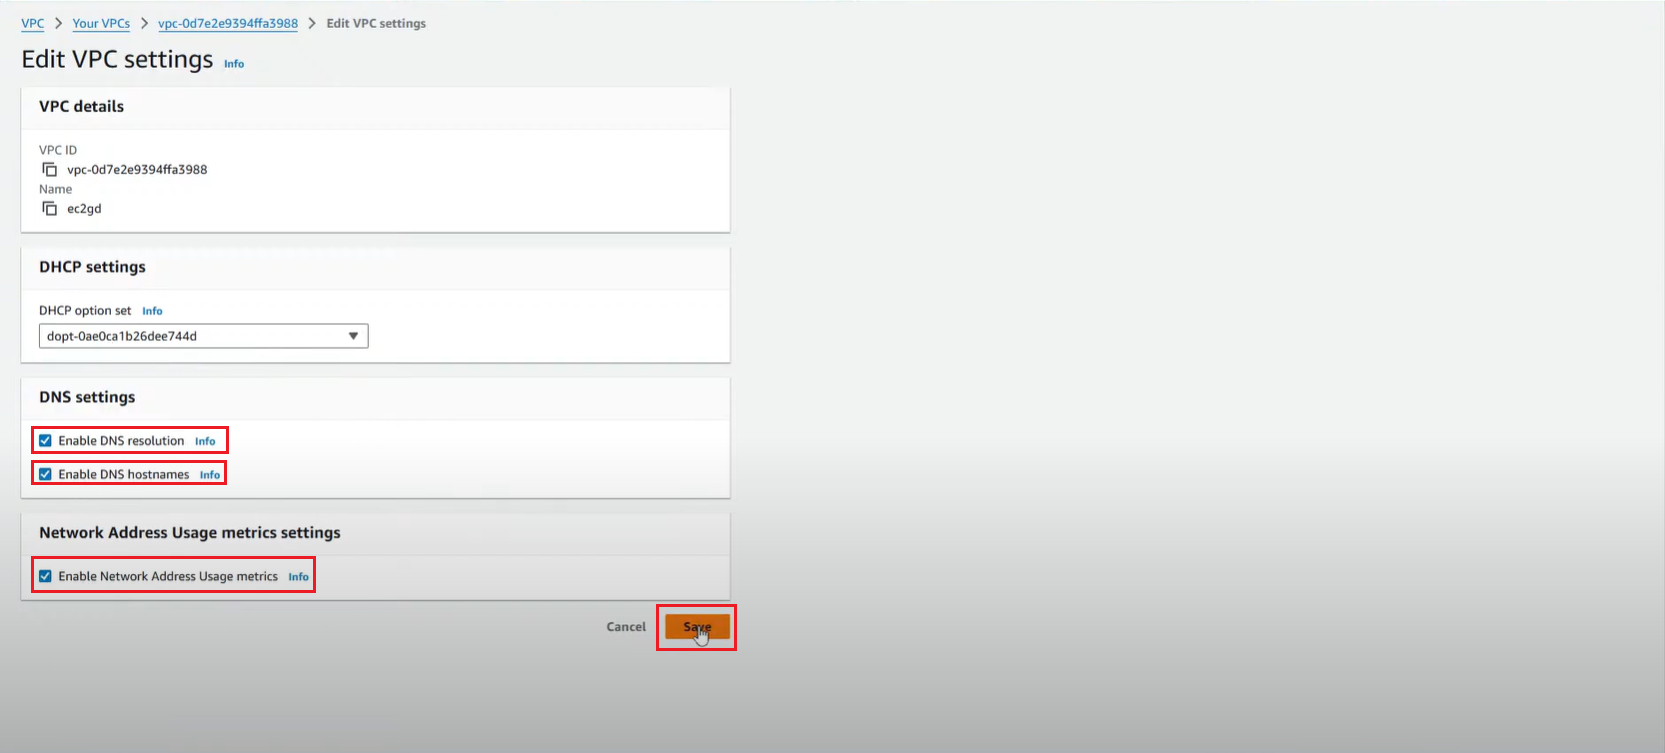 VPC > Your VPCs > vpc-0d7e2e9394ffa3988 > Edit VPC settings
Edit VPC settings Info
VPC details
VPC ID
vpc-0d7e2e9394ffa3988
Name
ec2gd
DHCP settings
DHCP option set Info
dopt-0ae0ca1b26dee744d
DNS settings
Enable DNS resolution Info
Enable DNS hostnames Info
Network Address Usage metrics settings
Enable Network Address Usage metrics Info
Cancel Save